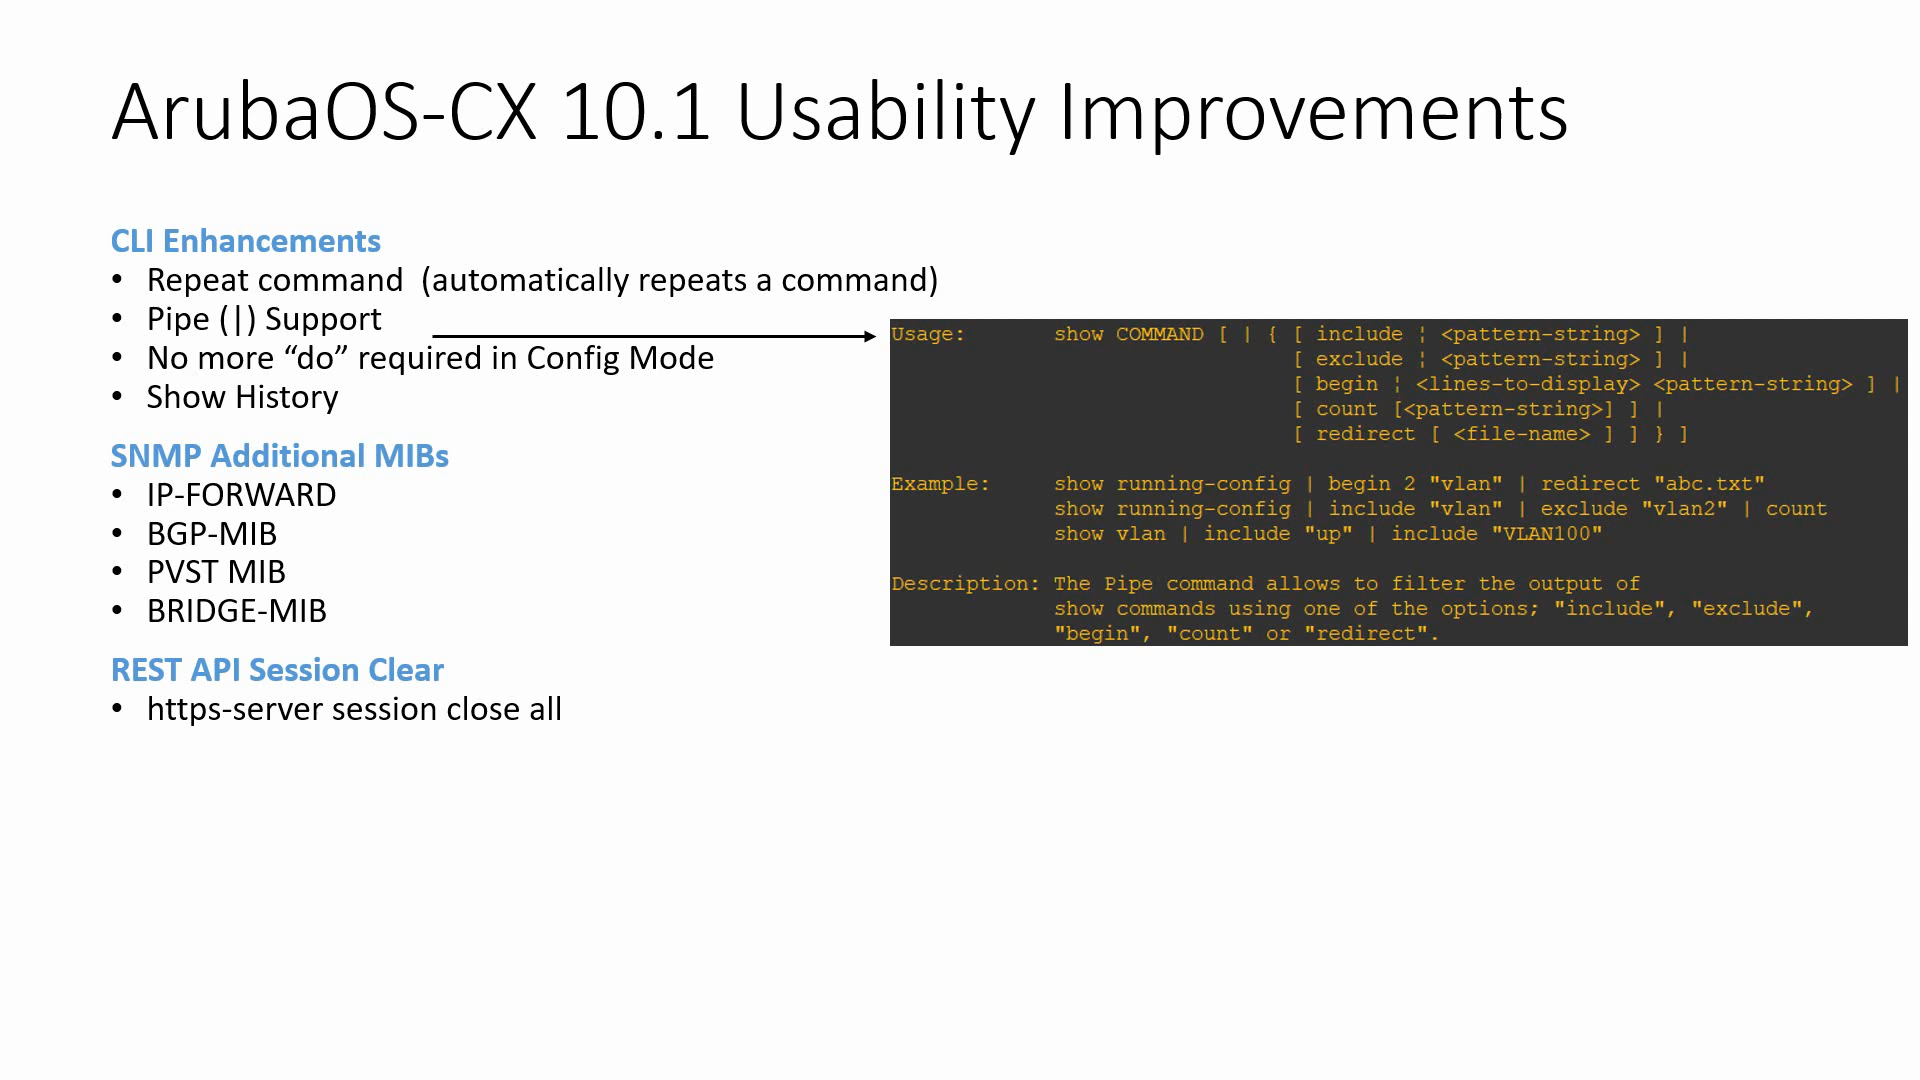 ArubaOS-CX 10.1 Usability Improvements
CLI Enhancements
• Repeat command  (automatically repeats a command)
• Pipe (|) Support
• No more “do” required in Config Mode
• Show History
SNMP Additional MIBs
• IP-FORWARD
• BGP-MIB
• PVST MIB
• BRIDGE-MIB
REST API Session Clear
• https-server session close all
Usage:       show COMMAND [ | { [ include ¦ <pattern-string> ] |
[ exclude ¦ <pattern-string> ] |
[ begin ¦ <lines-to-display> <pattern-string> ] |
[ count [<pattern-string>] ] |
[ redirect [ <file-name> ] ] } ]
Example:     show running-config | begin 2 "vlan" | redirect "abc.txt"
show running-config | include "vlan" | exclude "vlan2" | count
show vlan | include "up" | include "VLAN100"
Description: The Pipe command allows to filter the output of
show commands using one of the options; "include", "exclude",
"begin", "count" or "redirect".